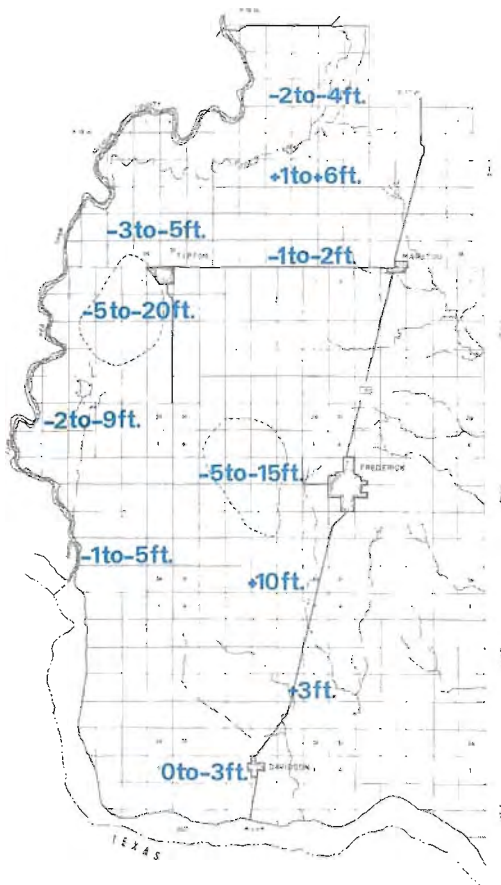 -2to-4ft.
+1to+6ft.
-3to-5ft.
TIPTON
-1to-2ft.
MANITOU
-5to-20ft.
-2to-9ft.
-5to-15ft.
FREDERICK
-1to-5ft.
+10ft.
+3ft.
0to-3ft.
DAVIDSON
TEXAS